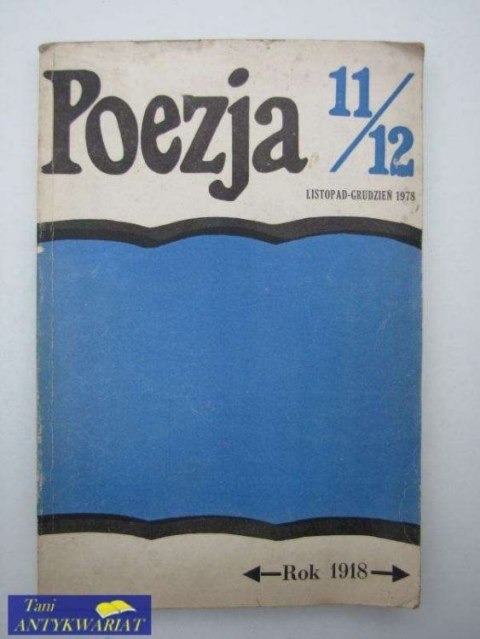 Poezja 11/12
LISTOPAD-GRUDZIEŃ 1978
Rok 1918
Tani
ANTYKWARIAT